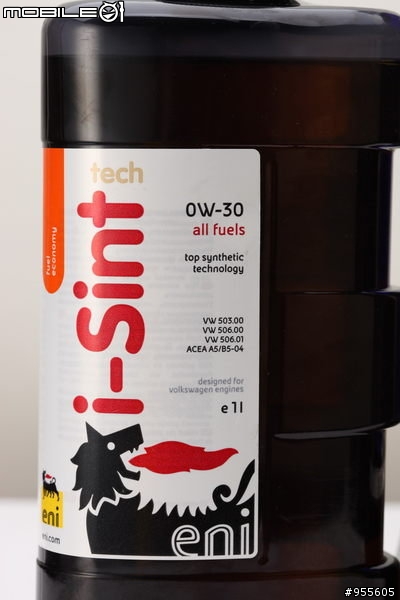 MOBILE01
tech
i-Sint
fuel
economy
0W-30
all fuels
top synthetic
technology
VW 503.00
VW 506.00
VW 506.01
ACEA A5/B5-04
designed for
volkswagen engines
e 1 l
eni
eni.com
eni
#955605